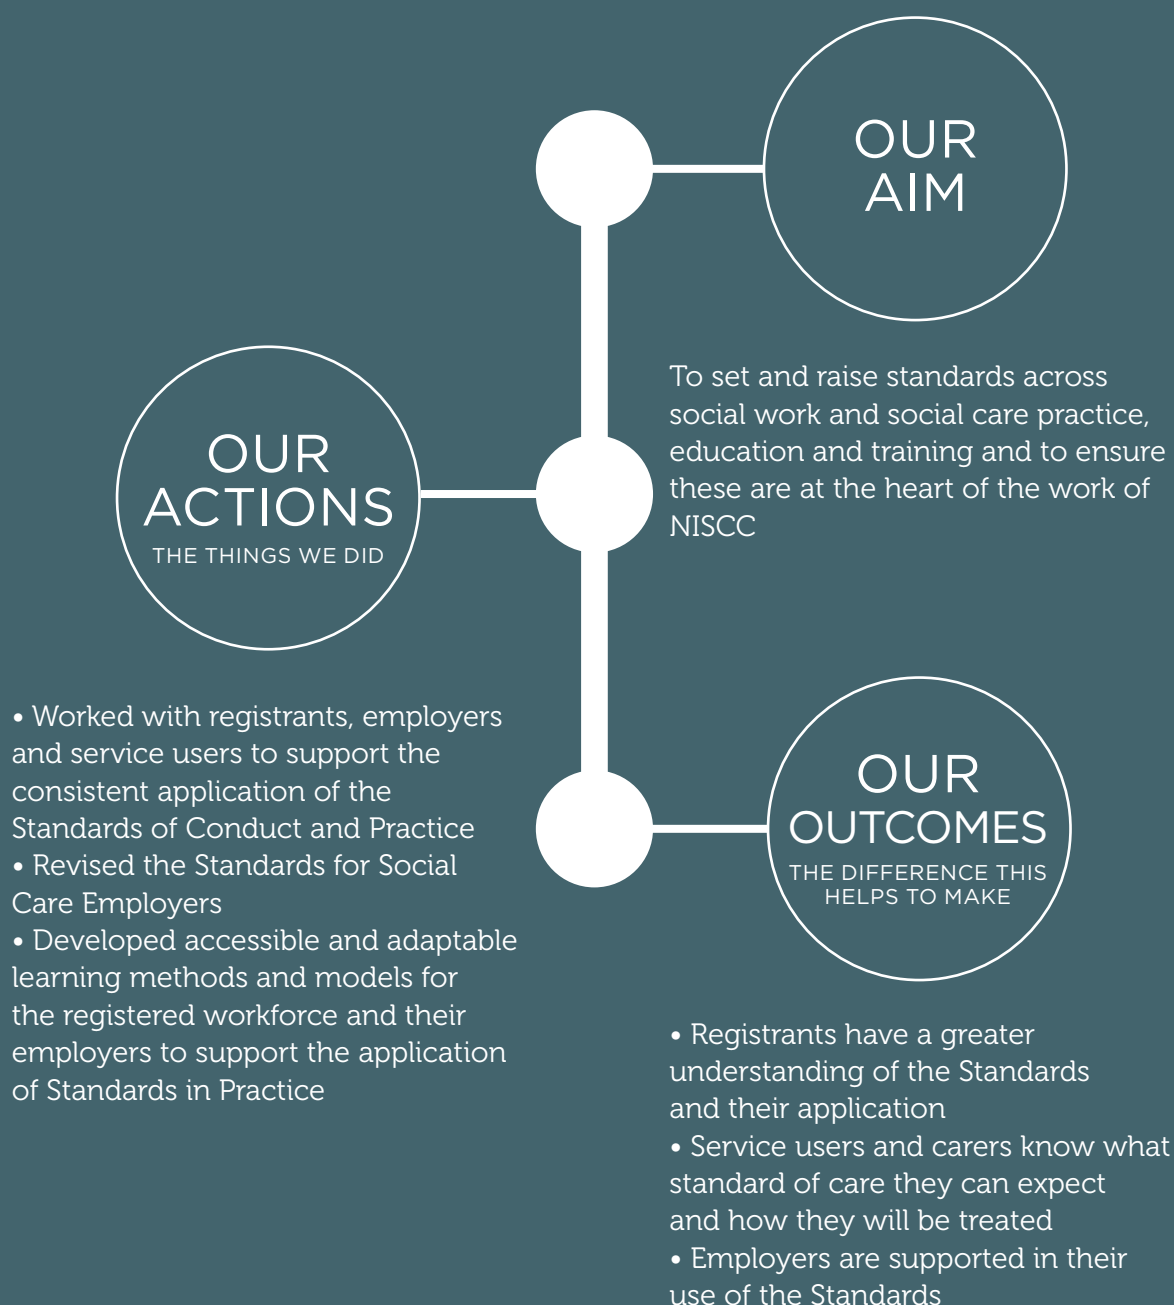 OUR
AIM
To set and raise standards across
social work and social care practice,
education and training and to ensure
these are at the heart of the work of
NISCC
OUR
ACTIONS
THE THINGS WE DID
• Worked with registrants, employers
and service users to support the
consistent application of the
Standards of Conduct and Practice
• Revised the Standards for Social
Care Employers
• Developed accessible and adaptable
learning methods and models for
the registered workforce and their
employers to support the application
of Standards in Practice
OUR
OUTCOMES
THE DIFFERENCE THIS
HELPS TO MAKE
• Registrants have a greater
understanding of the Standards
and their application
• Service users and carers know what
standard of care they can expect
and how they will be treated
• Employers are supported in their
use of the Standards